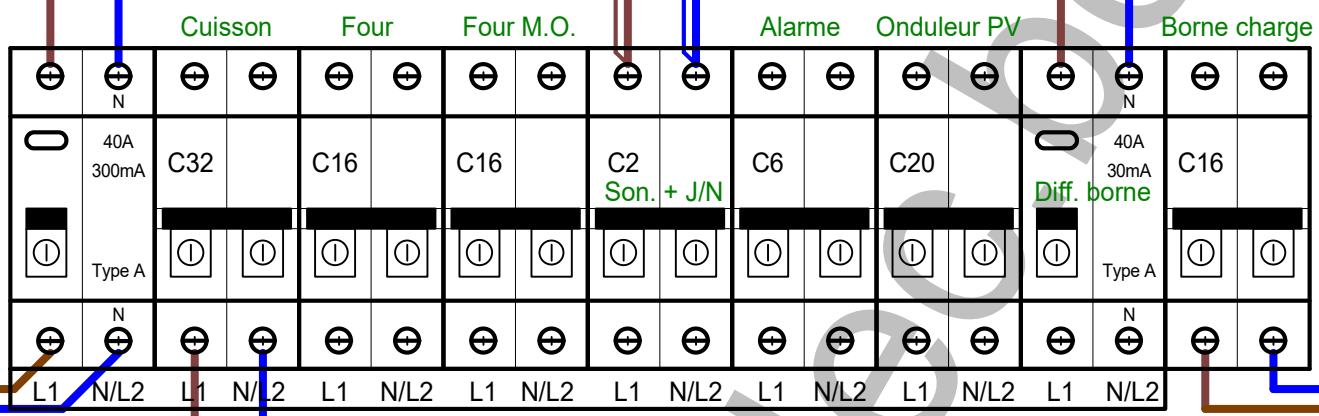 Cuisson Four Four M.O. Alarme Onduleur PV Borne charge
N N
40A 40A
300mA C32 C16 C16 C2 C6 C20 30mA C16
Son. + J/N Diff. borne
Type A Type A
N N
L1 N/L2 L1 N/L2 L1 N/L2 L1 N/L2 L1 N/L2 L1 N/L2 L1 N/L2 L1 N/L2